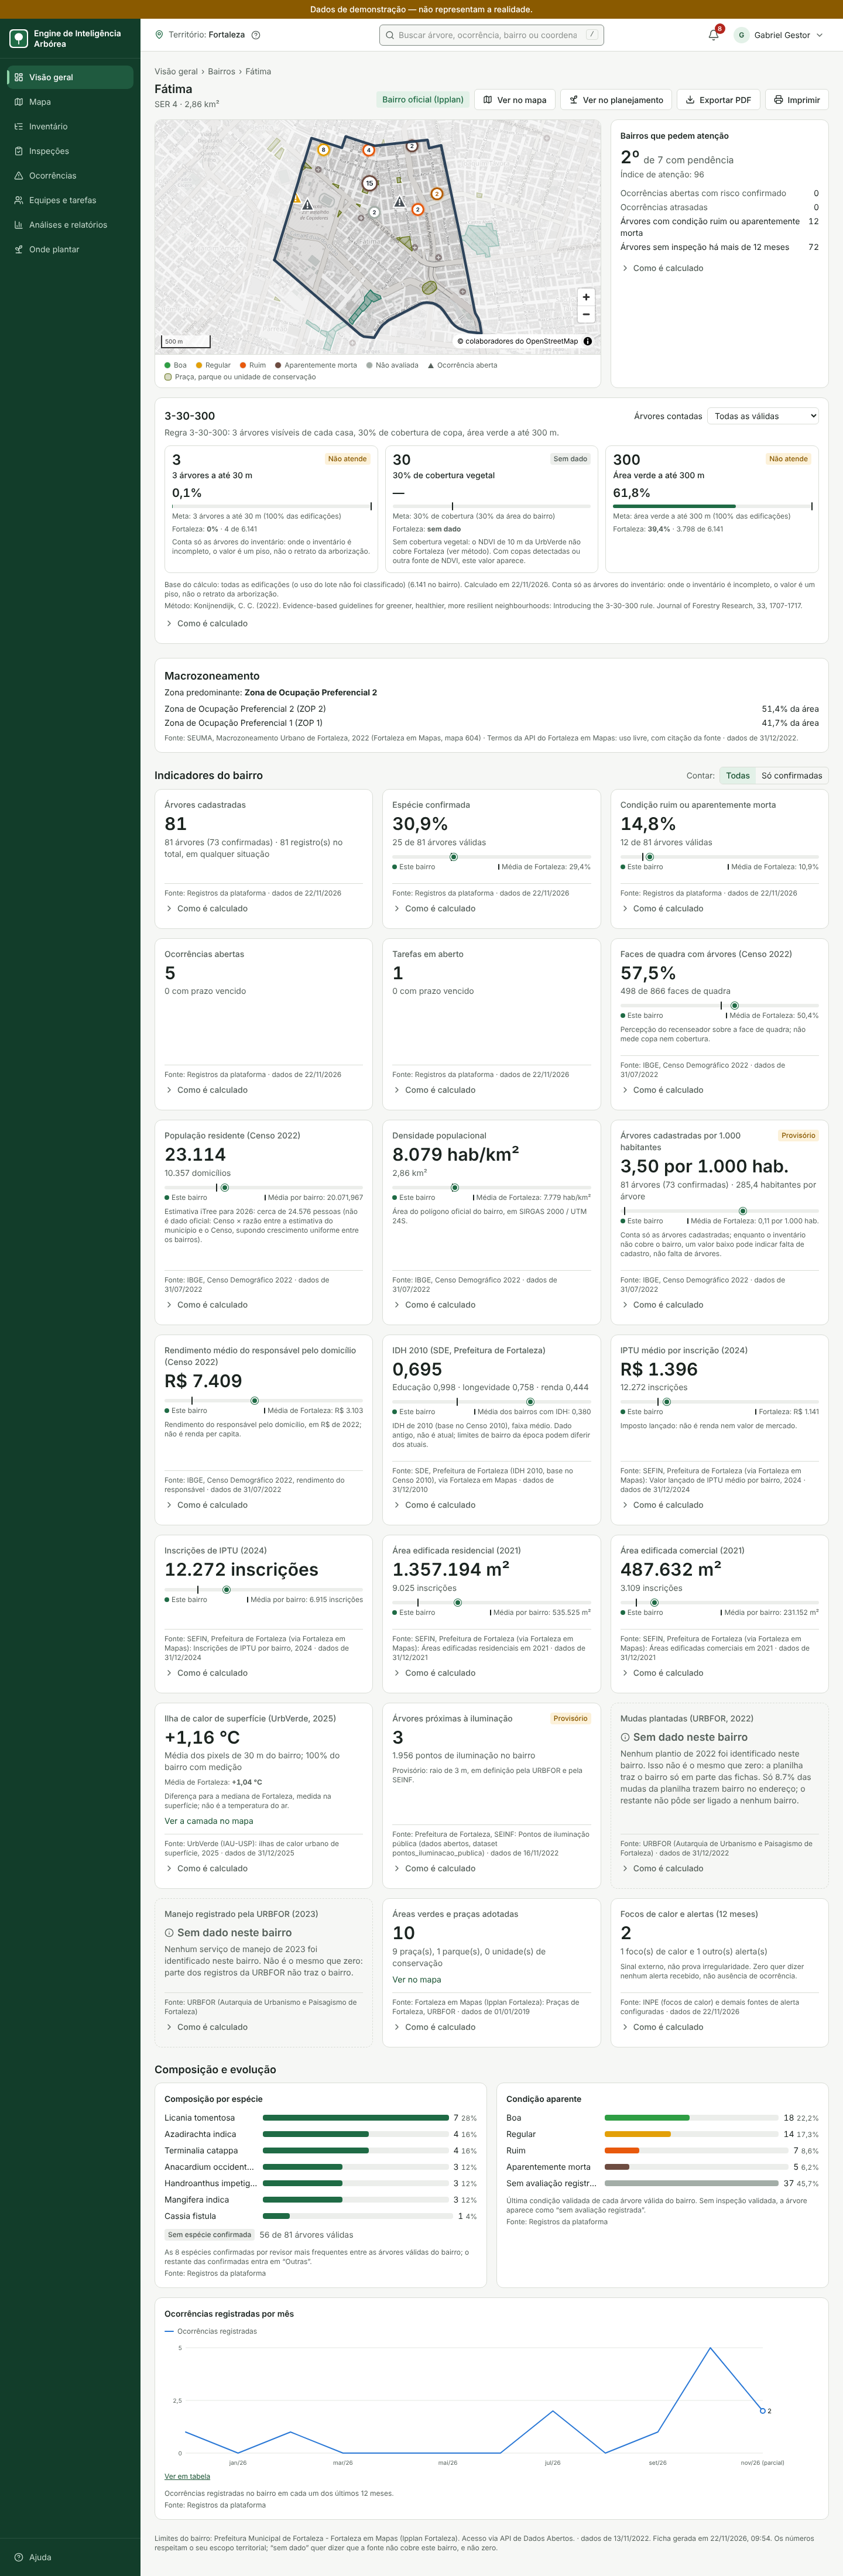 Dados de demonstração — não representam a realidade.
Engine de Inteligência Arbórea
Território: Fortaleza
Buscar árvore, ocorrência, bairro ou coordena
/
8
G
Gabriel Gestor
Visão geral
Mapa
Inventário
Inspeções
Ocorrências
Equipes e tarefas
Análises e relatórios
Onde plantar
Ajuda
Visão geral › Bairros › Fátima
Fátima
SER 4 · 2,86 km²
Bairro oficial (Ipplan)
Ver no mapa
Ver no planejamento
Exportar PDF
Imprimir
8
4
2
15
2
2
2
500 m
+
−
© colaboradores do OpenStreetMap
Boa
Regular
Ruim
Aparentemente morta
Não avaliada
Ocorrência aberta
Praça, parque ou unidade de conservação
Bairros que pedem atenção
2º de 7 com pendência
Índice de atenção: 96
Ocorrências abertas com risco confirmado 0
Ocorrências atrasadas 0
Árvores com condição ruim ou aparentemente morta 12
Árvores sem inspeção há mais de 12 meses 72
Como é calculado
3-30-300
Árvores contadas
Todas as válidas
Regra 3-30-300: 3 árvores visíveis de cada casa, 30% de cobertura de copa, área verde a até 300 m.
3
Não atende
3 árvores a até 30 m
0,1%
Meta: 3 árvores a até 30 m (100% das edificações)
Fortaleza: 0% · 4 de 6.141
Conta só as árvores do inventário: onde o inventário é incompleto, o valor é um piso, não o retrato da arborização.
30
Sem dado
30% de cobertura vegetal
—
Meta: 30% de cobertura (30% da área do bairro)
Fortaleza: sem dado
Sem cobertura vegetal: o NDVI de 10 m da UrbVerde não cobre Fortaleza (ver método). Com copas detectadas ou outra fonte de NDVI, este valor aparece.
300
Não atende
Área verde a até 300 m
61,8%
Meta: área verde a até 300 m (100% das edificações)
Fortaleza: 39,4% · 3.798 de 6.141
Base do cálculo: todas as edificações (o uso do lote não foi classificado) (6.141 no bairro). Calculado em 22/11/2026. Conta só as árvores do inventário: onde o inventário é incompleto, o valor é um piso, não o retrato da arborização.
Método: Konijnendijk, C. C. (2022). Evidence-based guidelines for greener, healthier, more resilient neighbourhoods: Introducing the 3-30-300 rule. Journal of Forestry Research, 33, 1707-1717.
Como é calculado
Macrozoneamento
Zona predominante: Zona de Ocupação Preferencial 2
Zona de Ocupação Preferencial 2 (ZOP 2) 51,4% da área
Zona de Ocupação Preferencial 1 (ZOP 1) 41,7% da área
Fonte: SEUMA, Macrozoneamento Urbano de Fortaleza, 2022 (Fortaleza em Mapas, mapa 604) · Termos da API do Fortaleza em Mapas: uso livre, com citação da fonte · dados de 31/12/2022.
Indicadores do bairro
Contar: Todas Só confirmadas
Árvores cadastradas
81
81 árvores (73 confirmadas) · 81 registro(s) no total, em qualquer situação
Fonte: Registros da plataforma · dados de 22/11/2026
Como é calculado
Espécie confirmada
30,9%
25 de 81 árvores válidas
Este bairro
Média de Fortaleza: 29,4%
Fonte: Registros da plataforma · dados de 22/11/2026
Como é calculado
Condição ruim ou aparentemente morta
14,8%
12 de 81 árvores válidas
Este bairro
Média de Fortaleza: 10,9%
Fonte: Registros da plataforma · dados de 22/11/2026
Como é calculado
Ocorrências abertas
5
0 com prazo vencido
Fonte: Registros da plataforma · dados de 22/11/2026
Como é calculado
Tarefas em aberto
1
0 com prazo vencido
Fonte: Registros da plataforma · dados de 22/11/2026
Como é calculado
Faces de quadra com árvores (Censo 2022)
57,5%
498 de 866 faces de quadra
Este bairro
Média de Fortaleza: 50,4%
Percepção do recenseador sobre a face de quadra; não mede copa nem cobertura.
Fonte: IBGE, Censo Demográfico 2022 · dados de 31/07/2022
Como é calculado
População residente (Censo 2022)
23.114
10.357 domicílios
Este bairro
Média por bairro: 20.071,967
Estimativa iTree para 2026: cerca de 24.576 pessoas (não é dado oficial: Censo × razão entre a estimativa do município e o Censo, supondo crescimento uniforme entre os bairros).
Fonte: IBGE, Censo Demográfico 2022 · dados de 31/07/2022
Como é calculado
Densidade populacional
8.079 hab/km²
2,86 km²
Este bairro
Média de Fortaleza: 7.779 hab/km²
Área do polígono oficial do bairro, em SIRGAS 2000 / UTM 24S.
Fonte: IBGE, Censo Demográfico 2022 · dados de 31/07/2022
Como é calculado
Árvores cadastradas por 1.000 habitantes
Provisório
3,50 por 1.000 hab.
81 árvores (73 confirmadas) · 285,4 habitantes por árvore
Este bairro
Média de Fortaleza: 0,11 por 1.000 hab.
Conta só as árvores cadastradas; enquanto o inventário não cobre o bairro, um valor baixo pode indicar falta de cadastro, não falta de árvores.
Fonte: IBGE, Censo Demográfico 2022 · dados de 31/07/2022
Como é calculado
Rendimento médio do responsável pelo domicílio (Censo 2022)
R$ 7.409
Este bairro
Média de Fortaleza: R$ 3.103
Rendimento do responsável pelo domicílio, em R$ de 2022; não é renda per capita.
Fonte: IBGE, Censo Demográfico 2022, rendimento do responsável · dados de 31/07/2022
Como é calculado
IDH 2010 (SDE, Prefeitura de Fortaleza)
0,695
Educação 0,998 · longevidade 0,758 · renda 0,444
Este bairro
Média dos bairros com IDH: 0,380
IDH de 2010 (base no Censo 2010), faixa médio. Dado antigo, não é atual; limites de bairro da época podem diferir dos atuais.
Fonte: SDE, Prefeitura de Fortaleza (IDH 2010, base no Censo 2010), via Fortaleza em Mapas · dados de 31/12/2010
Como é calculado
IPTU médio por inscrição (2024)
R$ 1.396
12.272 inscrições
Este bairro
Fortaleza: R$ 1.141
Imposto lançado: não é renda nem valor de mercado.
Fonte: SEFIN, Prefeitura de Fortaleza (via Fortaleza em Mapas): Valor lançado de IPTU médio por bairro, 2024 · dados de 31/12/2024
Como é calculado
Inscrições de IPTU (2024)
12.272 inscrições
Este bairro
Média por bairro: 6.915 inscrições
Fonte: SEFIN, Prefeitura de Fortaleza (via Fortaleza em Mapas): Inscrições de IPTU por bairro, 2024 · dados de 31/12/2024
Como é calculado
Área edificada residencial (2021)
1.357.194 m²
9.025 inscrições
Este bairro
Média por bairro: 535.525 m²
Fonte: SEFIN, Prefeitura de Fortaleza (via Fortaleza em Mapas): Áreas edificadas residenciais em 2021 · dados de 31/12/2021
Como é calculado
Área edificada comercial (2021)
487.632 m²
3.109 inscrições
Este bairro
Média por bairro: 231.152 m²
Fonte: SEFIN, Prefeitura de Fortaleza (via Fortaleza em Mapas): Áreas edificadas comerciais em 2021 · dados de 31/12/2021
Como é calculado
Ilha de calor de superfície (UrbVerde, 2025)
+1,16 °C
Média dos pixels de 30 m do bairro; 100% do bairro com medição
Média de Fortaleza: +1,04 °C
Diferença para a mediana de Fortaleza, medida na superfície; não é a temperatura do ar.
Ver a camada no mapa
Fonte: UrbVerde (IAU-USP): ilhas de calor urbano de superfície, 2025 · dados de 31/12/2025
Como é calculado
Árvores próximas à iluminação
Provisório
3
1.956 pontos de iluminação no bairro
Provisório: raio de 3 m, em definição pela URBFOR e pela SEINF.
Fonte: Prefeitura de Fortaleza, SEINF: Pontos de iluminação pública (dados abertos, dataset pontos_iluminacao_publica) · dados de 16/11/2022
Como é calculado
Mudas plantadas (URBFOR, 2022)
Sem dado neste bairro
Nenhum plantio de 2022 foi identificado neste bairro. Isso não é o mesmo que zero: a planilha traz o bairro só em parte das fichas. Só 8.7% das mudas da planilha trazem bairro no endereço; o restante não pôde ser ligado a nenhum bairro.
Fonte: URBFOR (Autarquia de Urbanismo e Paisagismo de Fortaleza) · dados de 31/12/2022
Como é calculado
Manejo registrado pela URBFOR (2023)
Sem dado neste bairro
Nenhum serviço de manejo de 2023 foi identificado neste bairro. Não é o mesmo que zero: parte dos registros da URBFOR não traz o bairro.
Fonte: URBFOR (Autarquia de Urbanismo e Paisagismo de Fortaleza)
Como é calculado
Áreas verdes e praças adotadas
10
9 praça(s), 1 parque(s), 0 unidade(s) de conservação
Ver no mapa
Fonte: Fortaleza em Mapas (Ipplan Fortaleza): Praças de Fortaleza, URBFOR · dados de 01/01/2019
Como é calculado
Focos de calor e alertas (12 meses)
2
1 foco(s) de calor e 1 outro(s) alerta(s)
Sinal externo, não prova irregularidade. Zero quer dizer nenhum alerta recebido, não ausência de ocorrência.
Fonte: INPE (focos de calor) e demais fontes de alerta configuradas · dados de 22/11/2026
Como é calculado
Composição e evolução
Composição por espécie
Licania tomentosa 7 28%
Azadirachta indica 4 16%
Terminalia catappa 4 16%
Anacardium occident... 3 12%
Handroanthus impetig... 3 12%
Mangifera indica 3 12%
Cassia fistula 1 4%
Sem espécie confirmada 56 de 81 árvores válidas
As 8 espécies confirmadas por revisor mais frequentes entre as árvores válidas do bairro; o restante das confirmadas entra em “Outras”.
Fonte: Registros da plataforma
Condição aparente
Boa 18 22,2%
Regular 14 17,3%
Ruim 7 8,6%
Aparentemente morta 5 6,2%
Sem avaliação registr... 37 45,7%
Última condição validada de cada árvore válida do bairro. Sem inspeção validada, a árvore aparece como “sem avaliação registrada”.
Fonte: Registros da plataforma
Ocorrências registradas por mês
Ocorrências registradas
5
2,5
0
2
jan/26 mar/26 mai/26 jul/26 set/26 nov/26 (parcial)
Ver em tabela
Ocorrências registradas no bairro em cada um dos últimos 12 meses.
Fonte: Registros da plataforma
Limites do bairro: Prefeitura Municipal de Fortaleza - Fortaleza em Mapas (Ipplan Fortaleza). Acesso via API de Dados Abertos. · dados de 13/11/2022. Ficha gerada em 22/11/2026, 09:54. Os números respeitam o seu escopo territorial; “sem dado” quer dizer que a fonte não cobre este bairro, e não zero.